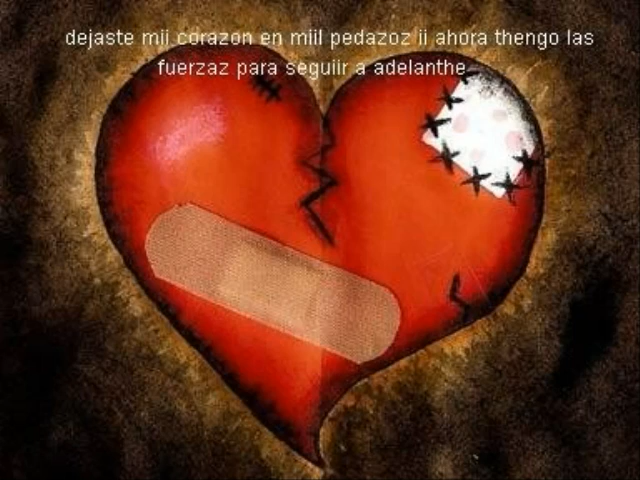 dejaste mii corazon en miil pedazoz ii ahora thengo las
fuerzaz para seguiir a adelanthe